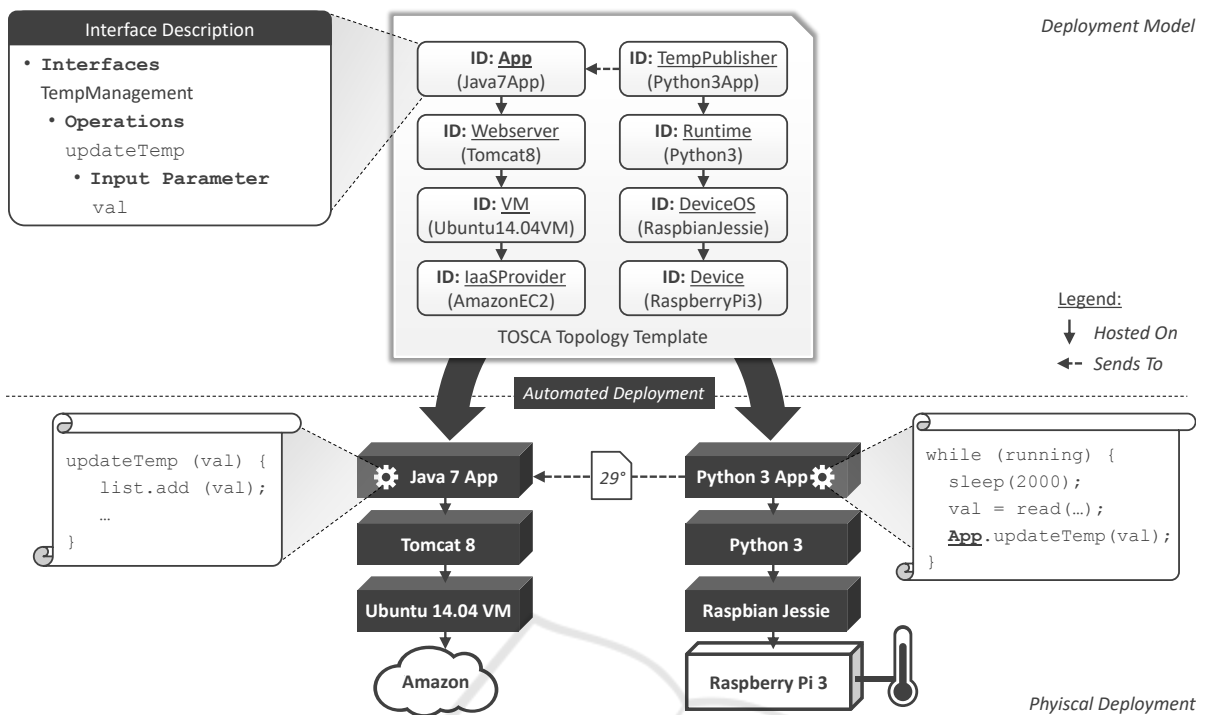 Interface Description
• Interfaces
TempManagement
• Operations
updateTemp
• Input Parameter
val
Deployment Model
ID: App
(Java7App)
ID: TempPublisher
(Python3App)
ID: Webserver
(Tomcat8)
ID: Runtime
(Python3)
ID: VM
(Ubuntu14.04VM)
ID: DeviceOS
(RaspbianJessie)
ID: IaaSProvider
(AmazonEC2)
ID: Device
(RaspberryPi3)
TOSCA Topology Template
Legend:
Hosted On
Sends To
Automated Deployment
updateTemp (val) {
list.add (val);
…
}
Java 7 App
29°
Python 3 App
Tomcat 8
Python 3
Ubuntu 14.04 VM
Raspbian Jessie
Amazon
Raspberry Pi 3
while (running) {
sleep(2000);
val = read(…);
App.updateTemp(val);
}
Phyiscal Deployment